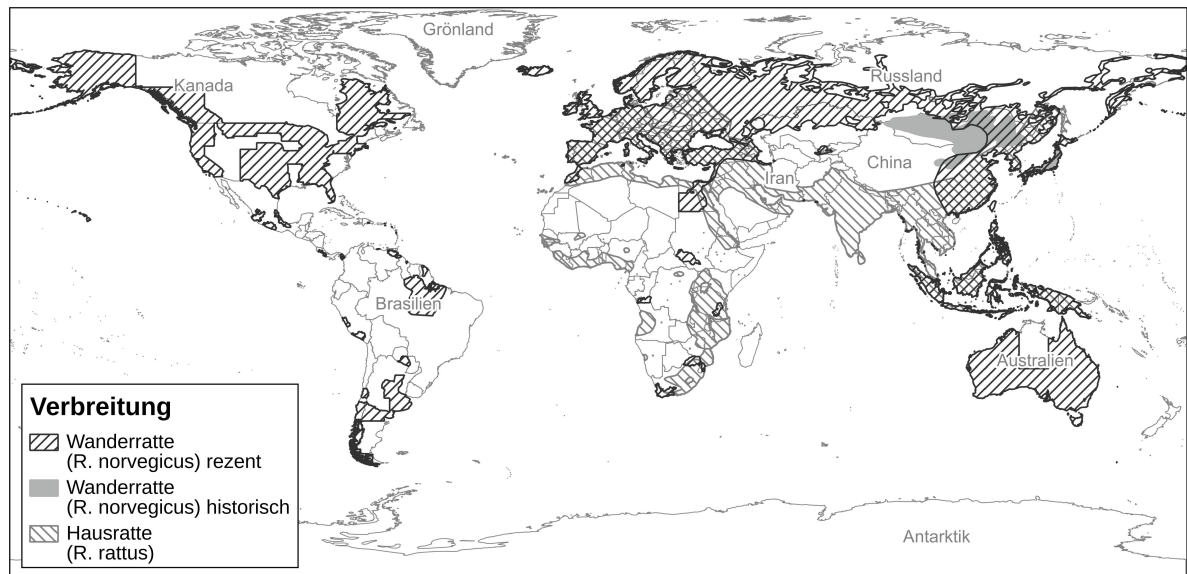 Grönland
Kanada
Russland
China
Iran
Brasilien
Australien
Antarktik
Verbreitung
Wanderratte
(R. norvegicus) rezent
Wanderratte
(R. norvegicus) historisch
Hausratte
(R. rattus)